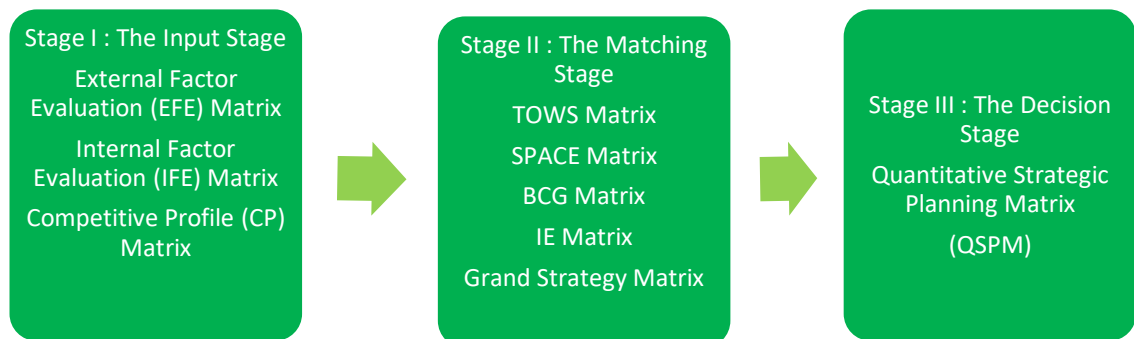 Stage I : The Input Stage
External Factor
Evaluation (EFE) Matrix
Internal Factor
Evaluation (IFE) Matrix
Competitive Profile (CP)
Matrix
Stage II : The Matching
Stage
TOWS Matrix
SPACE Matrix
BCG Matrix
IE Matrix
Grand Strategy Matrix
Stage III : The Decision
Stage
Quantitative Strategic
Planning Matrix
(QSPM)